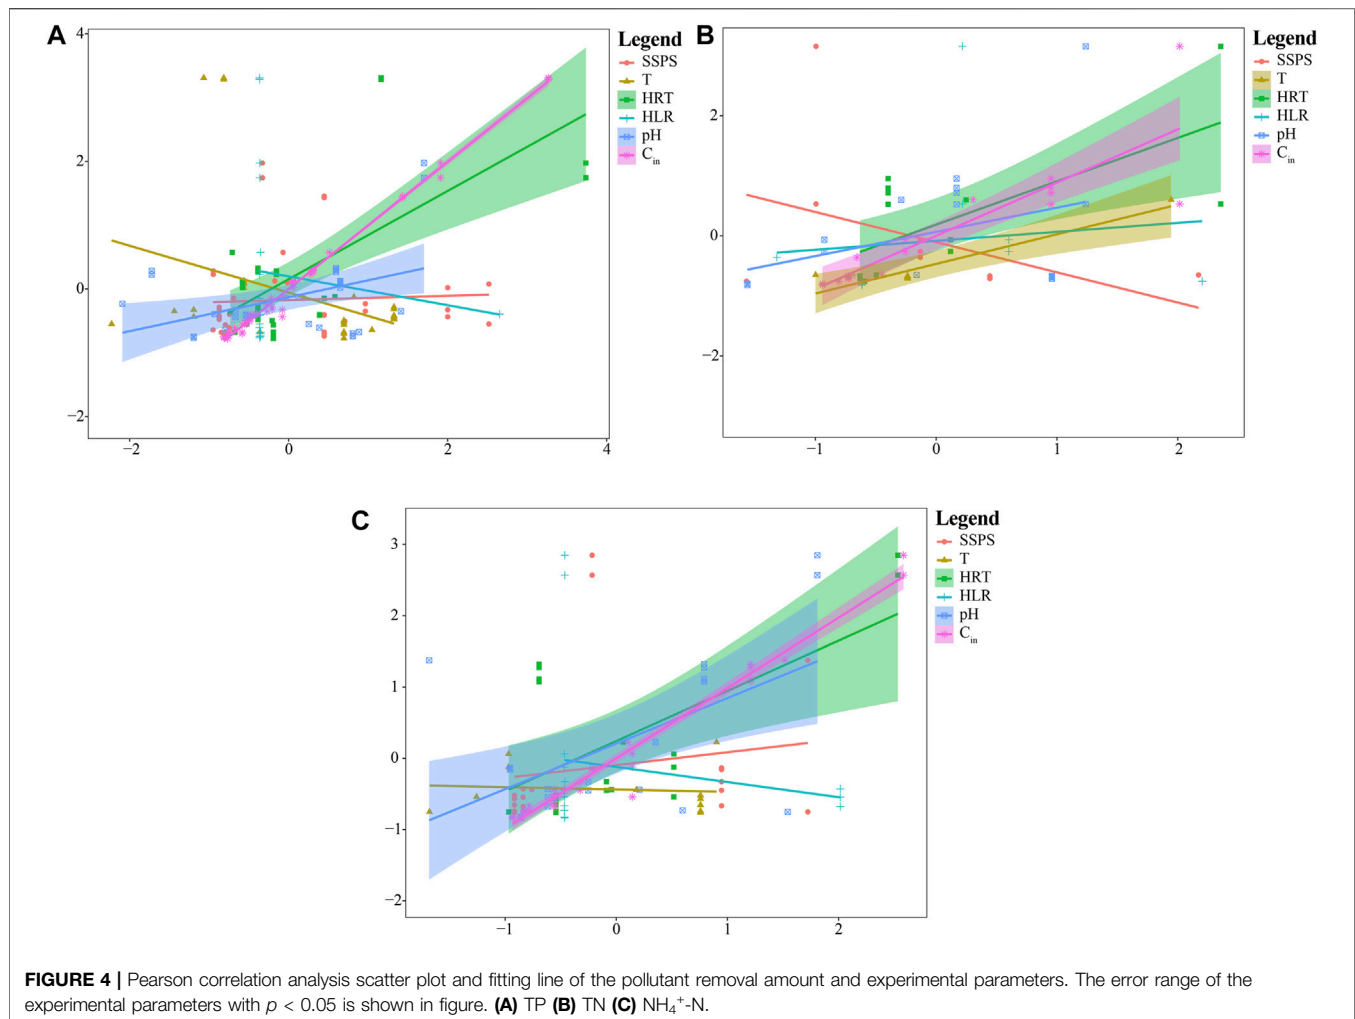 A
4
2
0
−2
−2
0
2
4
Legend
SSPS
T
HRT
HLR
pH
C_in
B
2
0
−2
−1
0
1
2
Legend
SSPS
T
HRT
HLR
pH
C_in
C
3
2
1
0
−1
−2
−1
0
1
2
Legend
SSPS
T
HRT
HLR
pH
C_in
FIGURE 4 | Pearson correlation analysis scatter plot and fitting line of the pollutant removal amount and experimental parameters. The error range of the
experimental parameters with p < 0.05 is shown in figure. (A) TP (B) TN (C) NH₄⁺-N.